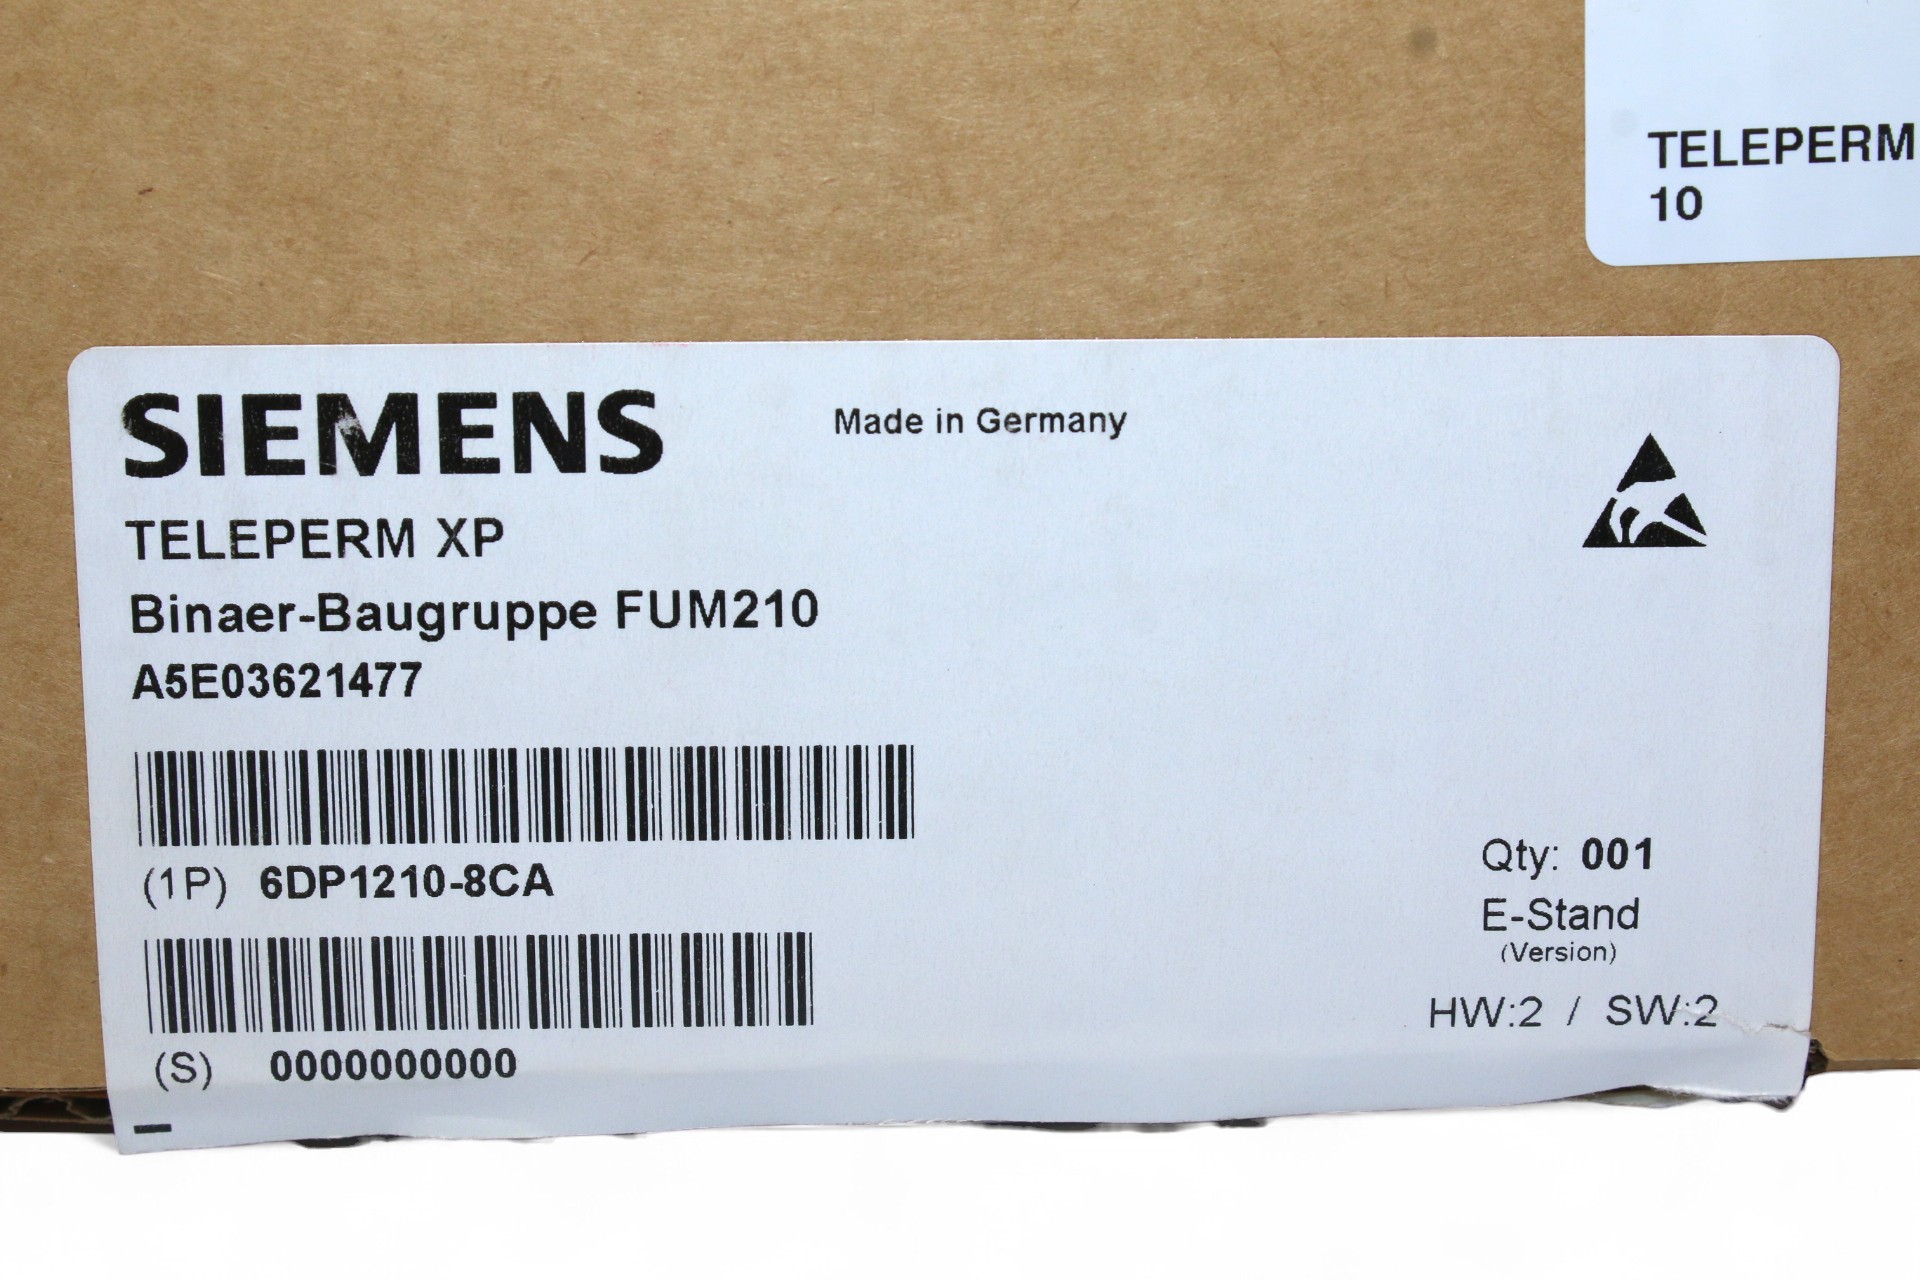 TELEPERM
10
SIEMENS
Made in Germany
TELEPERM XP
Binaer-Baugruppe FUM210
A5E03621477
(1P) 6DP1210-8CA
Qty: 001
E-Stand
(Version)
HW:2 / SW:2
(S) 0000000000